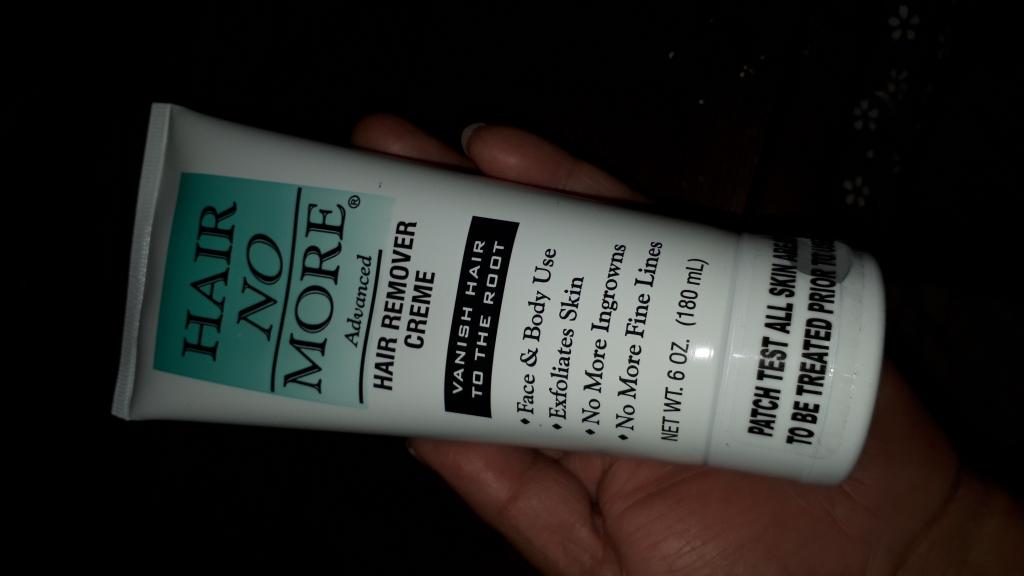 HAIR
NO
MORE®
Advanced
HAIR REMOVER
CREME
VANISH HAIR
TO THE ROOT
♦ Face & Body Use
♦ Exfoliates Skin
♦ No More Ingrowns
♦ No More Fine Lines
NET WT. 6 OZ. (180 mL)
PATCH TEST ALL SKIN
TO BE TREATED PRIOR